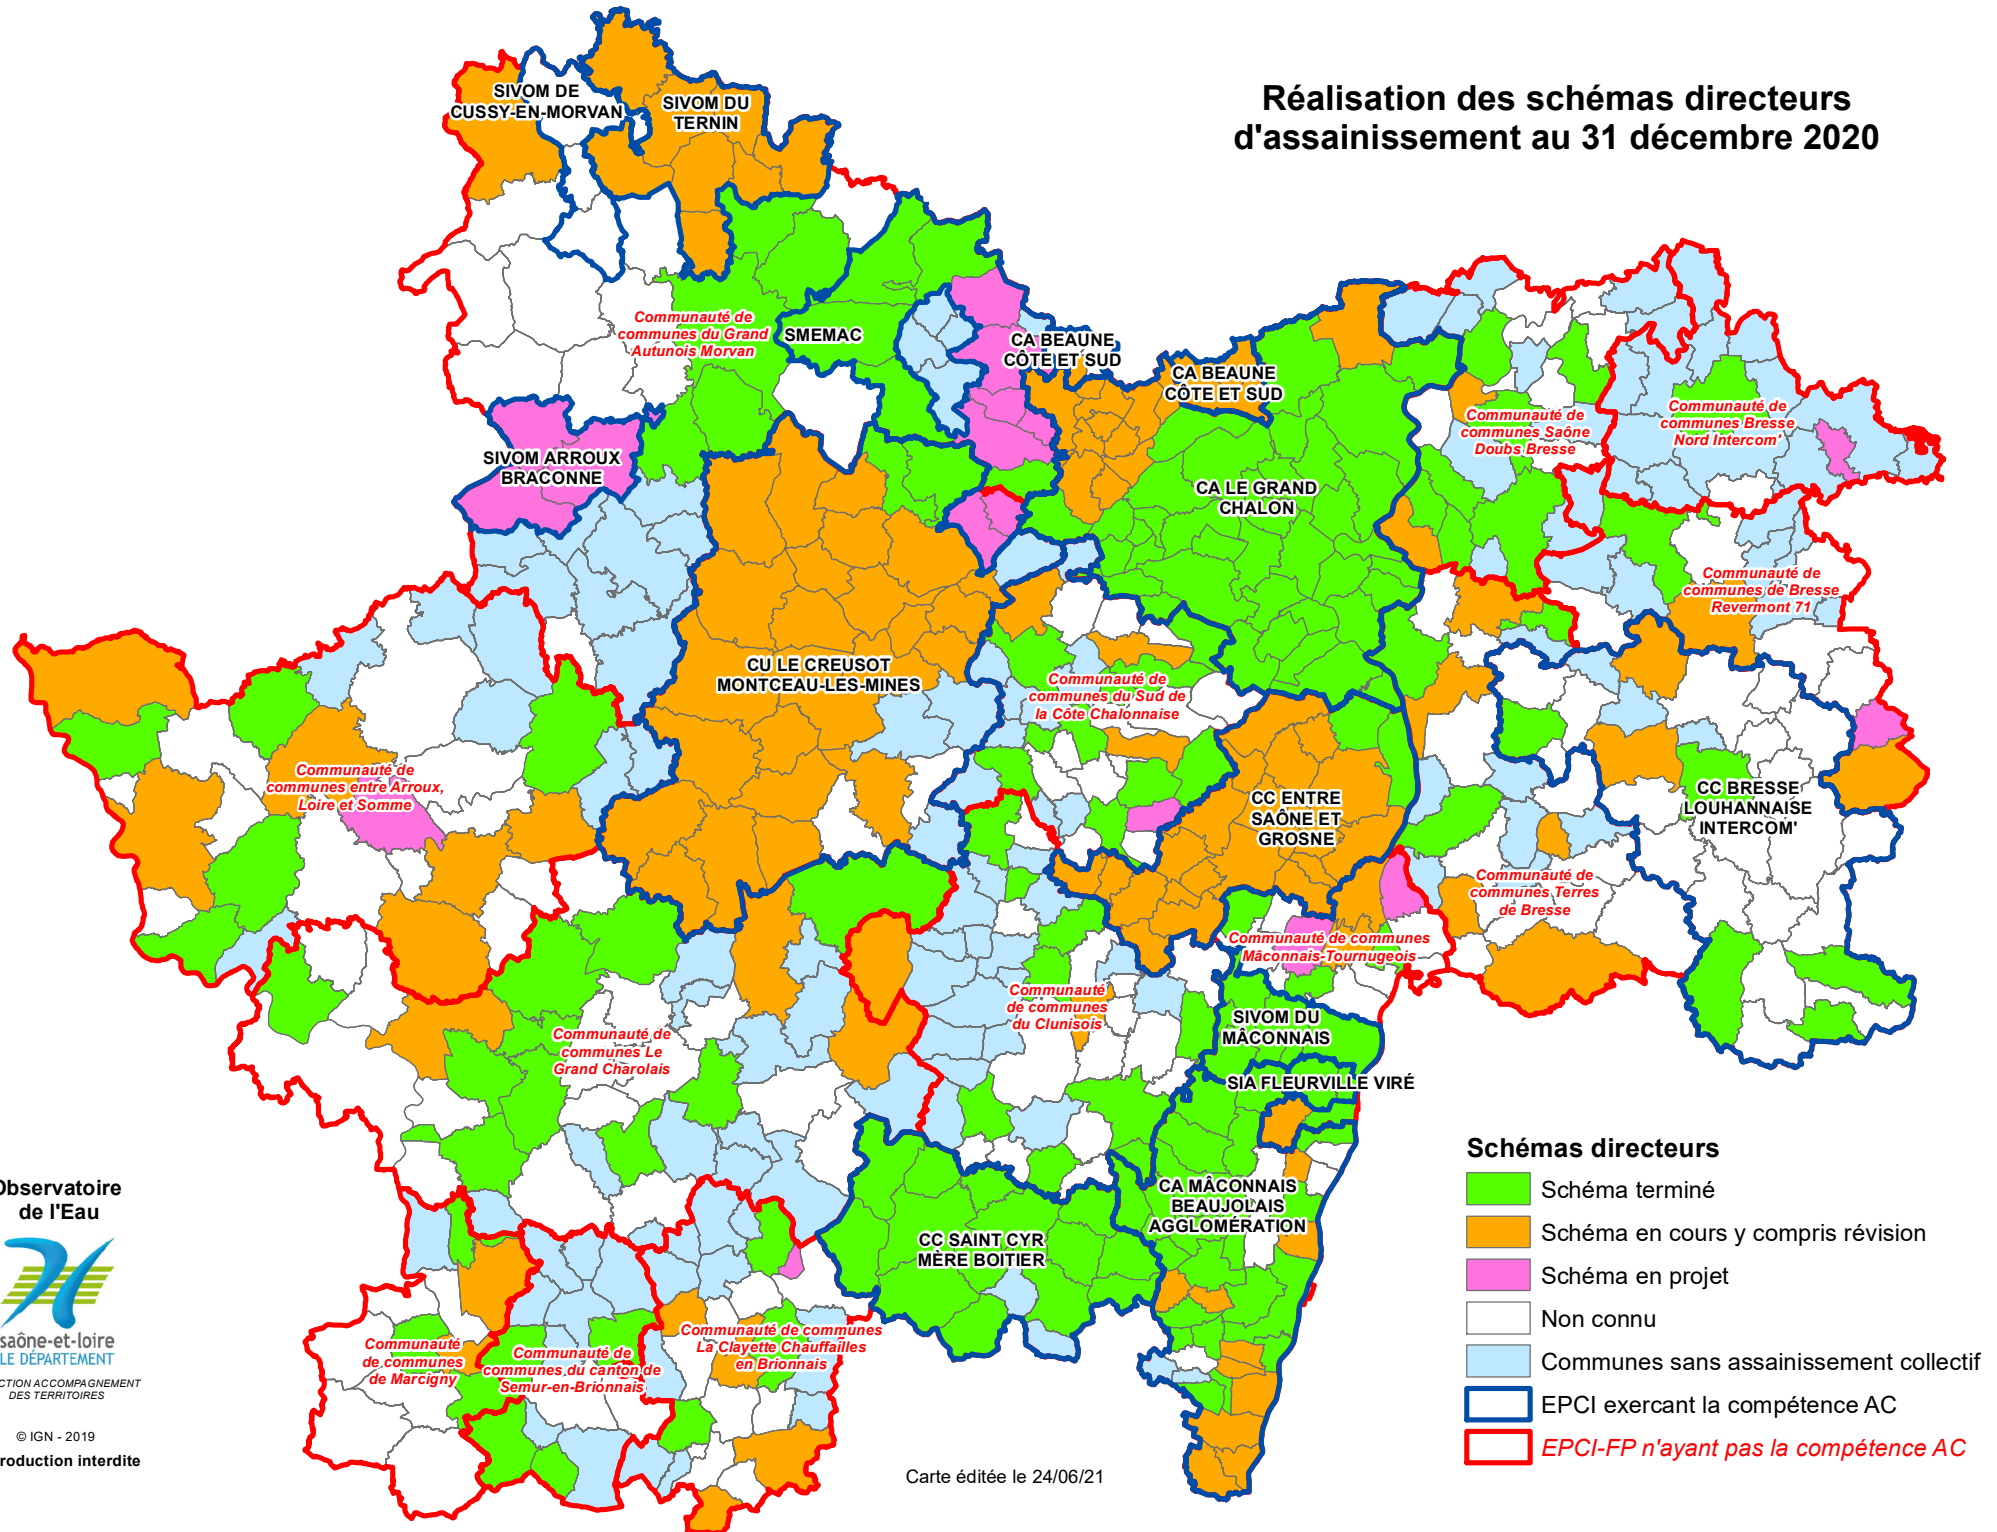 Réalisation des schémas directeurs
d'assainissement au 31 décembre 2020
SIVOM DE
CUSSY-EN-MORVAN
SIVOM DU
TERNIN
Communauté de
communes du Grand
Autunois Morvan
SMEMAC
CA BEAUNE
CÔTE ET SUD
CA BEAUNE
CÔTE ET SUD
Communauté de
communes Saône
Doubs Bresse
Communauté de
communes Bresse
Nord Intercom'
SIVOM ARROUX
BRACONNE
CA LE GRAND
CHALON
Communauté de
communes de Bresse
Revermont 71
CU LE CREUSOT
MONTCEAU-LES-MINES
Communauté de
communes du Sud de
la Côte Chalonnaise
Communauté de
communes entre Arroux,
Loire et Somme
CC ENTRE
SAÔNE ET
GROSNE
CC BRESSE
LOUHANNAISE
INTERCOM'
Communauté de
communes Terres
de Bresse
Communauté de communes
Mâconnais-Tournugeois
Communauté
de communes
du Clunisois
SIVOM DU
MÂCONNAIS
Communauté de
communes Le
Grand Charolais
SIA FLEURVILLE VIRÉ
CA MÂCONNAIS
BEAUJOLAIS
AGGLOMÉRATION
CC SAINT CYR
MÈRE BOITIER
Communauté
de communes
de Marcigny
Communauté de
communes du canton de
Semur-en-Brionnais
Communauté de communes
La Clayette Chauffailles
en Brionnais
Schémas directeurs
Schéma terminé
Schéma en cours y compris révision
Schéma en projet
Non connu
Communes sans assainissement collectif
EPCI exercant la compétence AC
EPCI-FP n'ayant pas la compétence AC
Observatoire
de l'Eau
saône-et-loire
LE DÉPARTEMENT
CTION ACCOMPAGNEMENT
DES TERRITOIRES
© IGN - 2019
roduction interdite
Carte éditée le 24/06/21